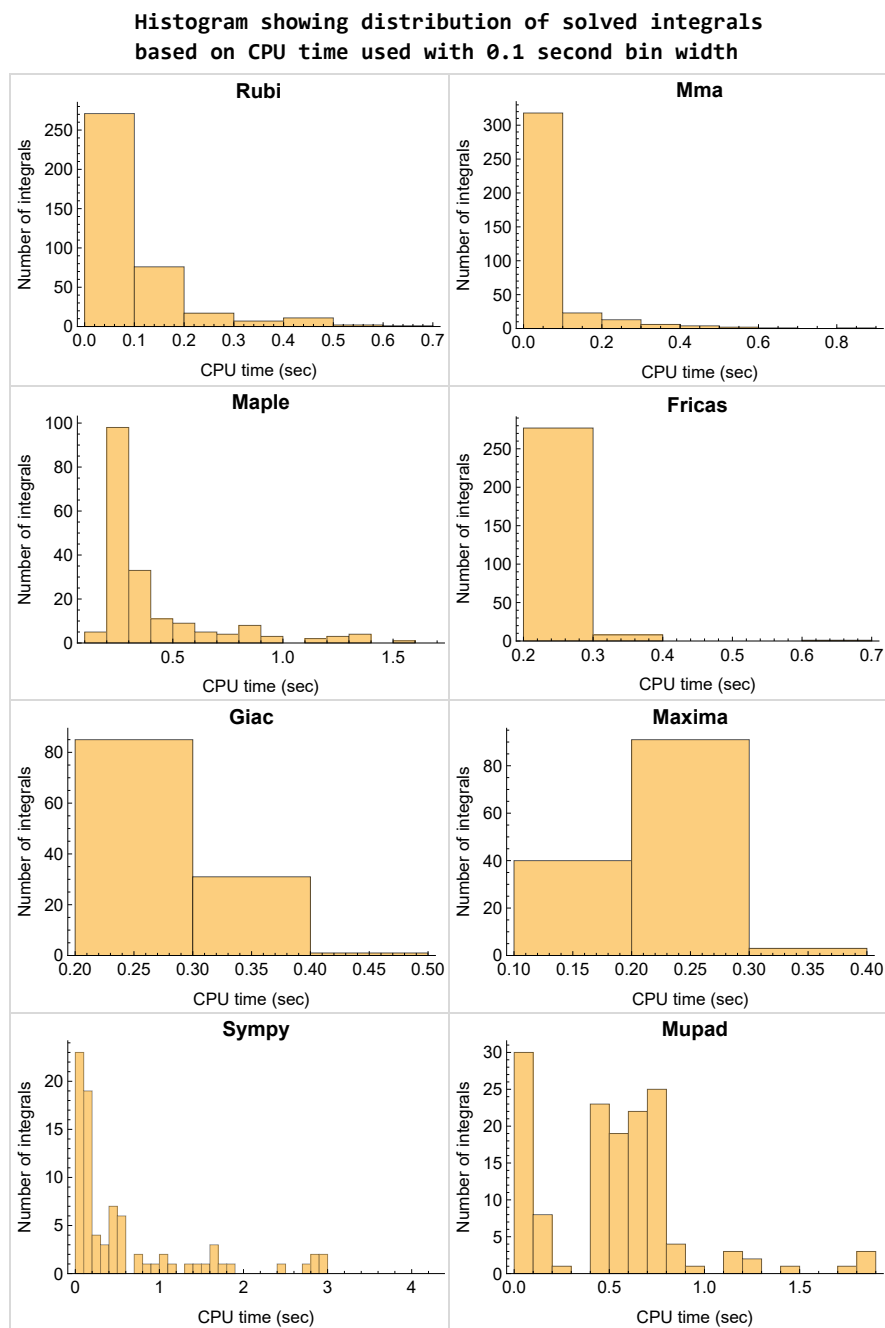 Histogram showing distribution of solved integrals
based on CPU time used with 0.1 second bin width
Rubi
Number of integrals
250
200
150
100
50
0
0.0 0.1 0.2 0.3 0.4 0.5 0.6 0.7
CPU time (sec)
Mma
Number of integrals
300
250
200
150
100
50
0
0.0 0.2 0.4 0.6 0.8
CPU time (sec)
Maple
Number of integrals
100
80
60
40
20
0
0.5 1.0 1.5
CPU time (sec)
Fricas
Number of integrals
250
200
150
100
50
0
0.2 0.3 0.4 0.5 0.6 0.7
CPU time (sec)
Giac
Number of integrals
80
60
40
20
0
0.20 0.25 0.30 0.35 0.40 0.45 0.50
CPU time (sec)
Maxima
Number of integrals
80
60
40
20
0
0.10 0.15 0.20 0.25 0.30 0.35 0.40
CPU time (sec)
Sympy
Number of integrals
20
15
10
5
0
0 1 2 3 4
CPU time (sec)
Mupad
Number of integrals
30
25
20
15
10
5
0
0.0 0.5 1.0 1.5
CPU time (sec)